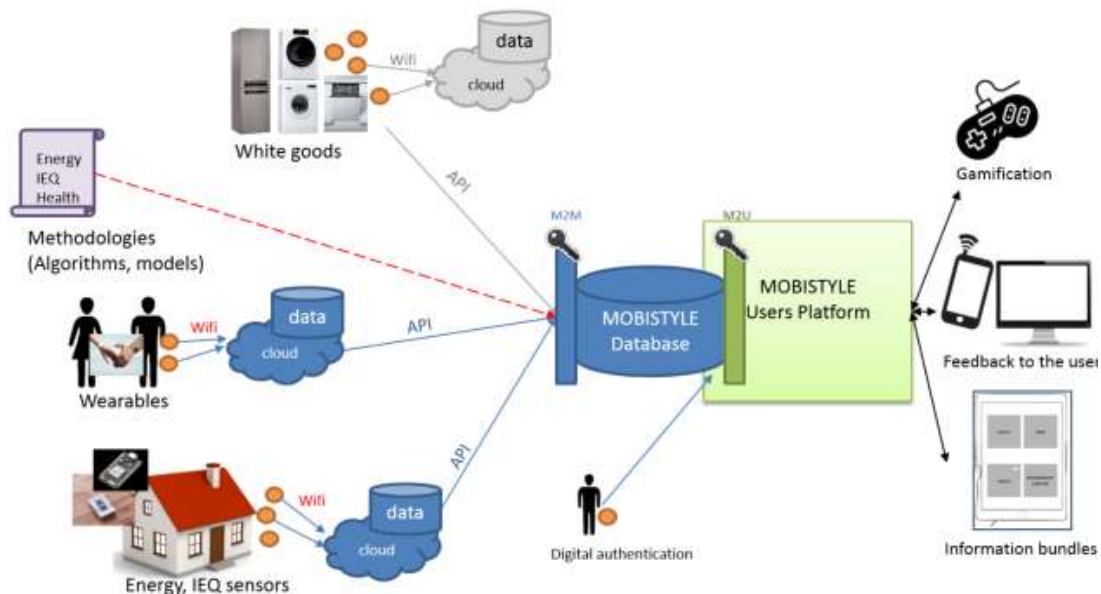 data
Wifi
cloud
White goods
Energy
IEQ
Health
API
Methodologies
(Algorithms, models)
M2M
M2U
MOBISTYLE
Users Platform
MOBISTYLE
Database
Gamification
Feedback to the user
Wifi
data
cloud
API
Wearables
API
Wifi
data
cloud
Energy, IEQ sensors
Digital authentication
Information bundles